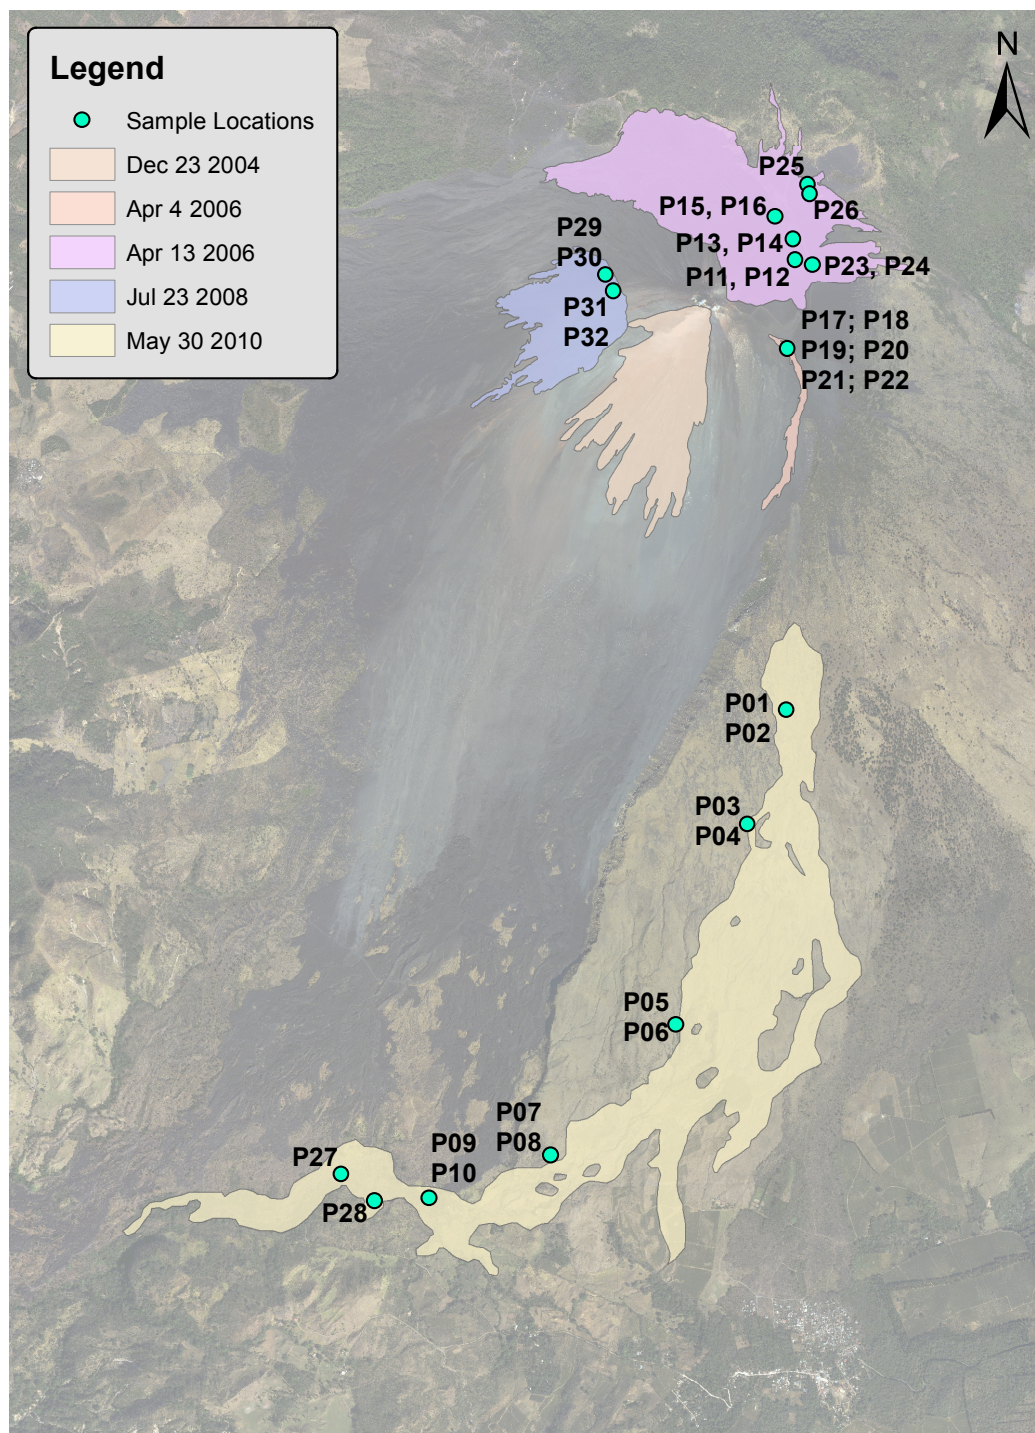 Legend
Sample Locations
Dec 23 2004
Apr 4 2006
Apr 13 2006
Jul 23 2008
May 30 2010
N
P25
P26
P15, P16
P13, P14
P11, P12
P23, P24
P29
P30
P31
P32
P17; P18
P19; P20
P21; P22
P01
P02
P03
P04
P05
P06
P07
P08
P09
P10
P27
P28